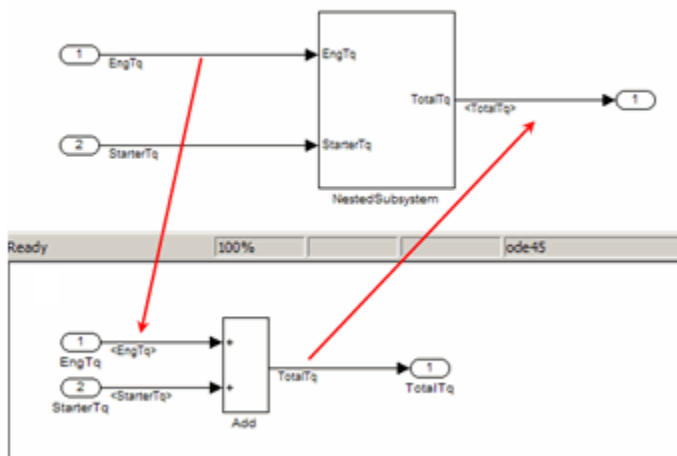 1
EngTq
EngTq
TotalTq
<TotalTq>
1
2
StarterTq
StarterTq
NestedSubsystem
Ready 100% ode45
1
EngTq
<EngTq>
+
TotalTq
1
TotalTq
2
StarterTq
<StarterTq>
+
Add